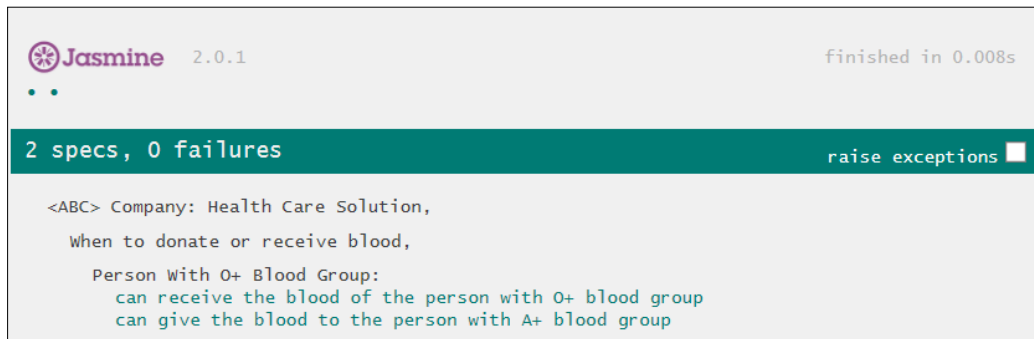 Jasmine 2.0.1 finished in 0.008s
2 specs, 0 failures raise exceptions
<ABC> Company: Health Care Solution,
When to donate or receive blood,
Person With O+ Blood Group:
can receive the blood of the person with O+ blood group
can give the blood to the person with A+ blood group